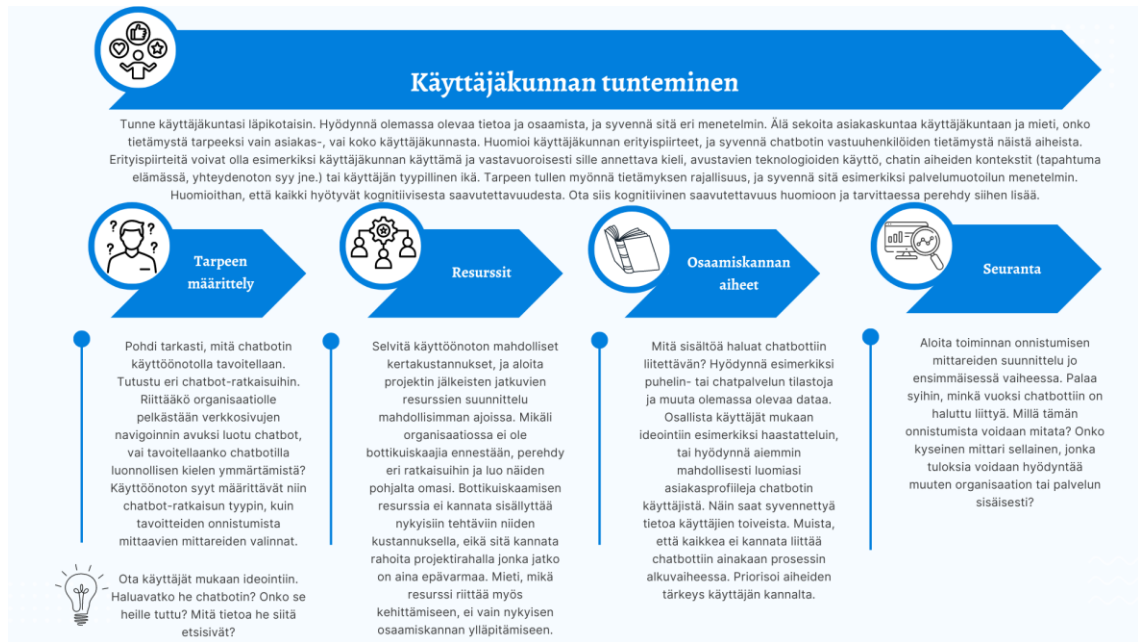 Käyttäjäkunnan tunteminen
Tunne käyttäjäkuntasi läpikotaisin. Hyödynnä olemassa olevaa tietoa ja osaamista, ja syvennä sitä eri menetelmin. Älä sekoita asiakaskuntaa käyttäjäkuntaan ja mieti, onko
tietämystä tarpeeksi vain asiakas-, vai koko käyttäjäkunnasta. Huomioi käyttäjäkunnan erityispiirteet, ja syvennä chatbotin vastuuhenkilöiden tietämystä näistä aiheista.
Erityispiirteitä voivat olla esimerkiksi käyttäjäkunnan käyttämä ja vastavuoroisesti sille annettava kieli, avustavien teknologioiden käyttö, chatin aiheiden kontekstit (tapahtuma
elämässä, yhteydenoton syy jne.) tai käyttäjän tyypillinen ikä. Tarpeen tullen myönnä tietämyksen rajallisuus, ja syvennä sitä esimerkiksi palvelumuotoilun menetelmin.
Huomioithan, että kaikki hyötyvät kognitiivisesta saavutettavuudesta. Ota siis kognitiivinen saavutettavuus huomioon ja tarvittaessa perehdy siihen lisää.
Tarpeen
määrittely
Pohdi tarkasti, mitä chatbotin
käyttöönotolla tavoitellaan.
Tutustu eri chatbot-ratkaisuihin.
Riittääkö organisaatiolle
pelkästään verkkosivujen
navigoinnin avuksi luotu chatbot,
vai tavoitellaanko chatbotilla
luonnollisen kielen ymmärtämistä?
Käyttöönoton syyt määrittävät niin
chatbot-ratkaisun tyypin, kuin
tavoitteiden onnistumista
mittaavien mittareiden valinnat.
Ota käyttäjät mukaan ideointiin.
Haluavatko he chatbotin? Onko se
heille tuttu? Mitä tietoa he siitä
etsisivät?
Resurssit
Selvitä käyttöönoton mahdolliset
kertakustannukset, ja aloita
projektin jälkeisten jatkuvien
resurssien suunnittelu
mahdollisimman ajoissa. Mikäli
organisaatiossa ei ole
bottikuiskaajia ennestään, perehdy
eri ratkaisuihin ja luo näiden
pohjalta omasi. Bottikuiskaamisen
resurssia ei kannata sisällyttää
nykyisiin tehtäviin niiden
kustannuksella, eikä sitä kannata
rahoita projektirahalla jonka jatko
on aina epävarmaa. Mieti, mikä
resurssi riittää myös
kehittämiseen, ei vain nykyisen
osaamiskannan ylläpitämiseen.
Osaamiskannan
aiheet
Mitä sisältöä haluat chatbottiin
liitettävän? Hyödynnä esimerkiksi
puhelin- tai chatpalvelun tilastoja
ja muuta olemassa olevaa dataa.
Osallista käyttäjät mukaan
ideointiin esimerkiksi haastatteluin,
tai hyödynnä aiemmin
mahdollisesti luomiasi
asiakasprofiileja chatbotin
käyttäjistä. Näin saat syvennettyä
tietoa käyttäjien toiveista. Muista,
että kaikkea ei kannata liittää
chatbottiin ainakaan prosessin
alkuvaiheessa. Priorisoi aiheiden
tärkeys käyttäjän kannalta.
Seuranta
Aloita toiminnan onnistumisen
mittareiden suunnittelu jo
ensimmäisessä vaiheessa. Palaa
syihin, minkä vuoksi chatbottiin on
haluttu liittyä. Millä tämän
onnistumista voidaan mitata? Onko
kyseinen mittari sellainen, jonka
tuloksia voidaan hyödyntää
muuten organisaation tai palvelun
sisäisesti?